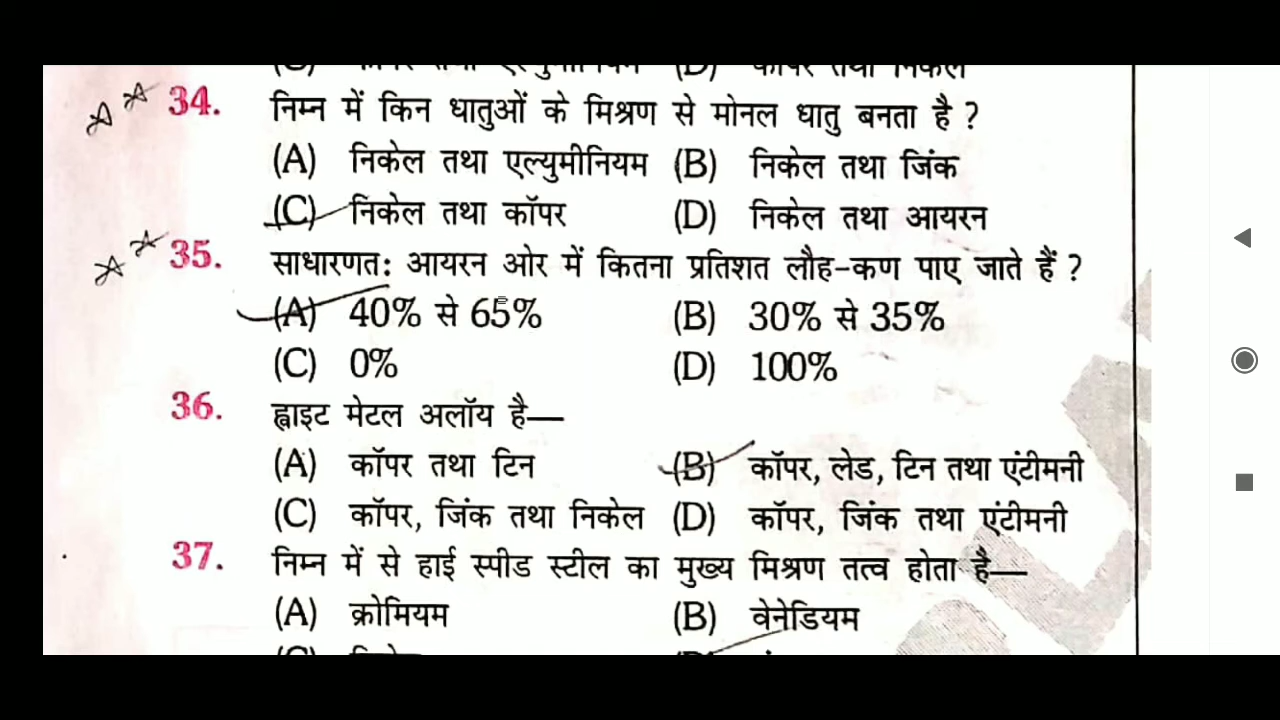 34. निम्न में किन धातुओं के मिश्रण से मोनल धातु बनता है ?
(A) निकेल तथा एल्युमीनियम (B) निकेल तथा जिंक
(C) निकेल तथा कॉपर (D) निकेल तथा आयरन
35. साधारणतः आयरन ओर में कितना प्रतिशत लौह-कण पाए जाते हैं ?
(A) 40% से 65% (B) 30% से 35%
(C) 0% (D) 100%
36. ह्वाइट मेटल अलॉय है—
(A) कॉपर तथा टिन (B) कॉपर, लेड, टिन तथा एंटीमनी
(C) कॉपर, जिंक तथा निकेल (D) कॉपर, जिंक तथा एंटीमनी
37. निम्न में से हाई स्पीड स्टील का मुख्य मिश्रण तत्व होता है—
(A) क्रोमियम (B) वेनेडियम